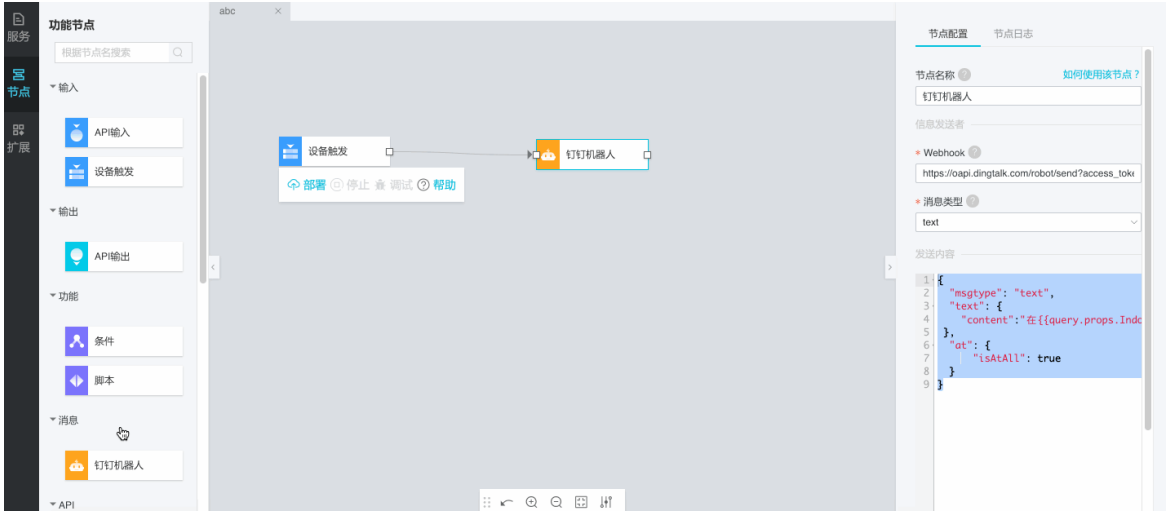 服务
节点
扩展
功能节点
根据节点名搜索
输入
API输入
设备触发
输出
API输出
功能
条件
脚本
消息
钉钉机器人
API
abc
设备触发
部署 停止 调试 帮助
钉钉机器人
节点配置 节点日志
节点名称 如何使用该节点？
钉钉机器人
信息发送者
* Webhook
https://oapi.dingtalk.com/robot/send?access_toke
* 消息类型
text
发送内容
1 {
2 "msgtype": "text",
3 "text": {
4 "content":"在{{query.props.Indo
5 },
6 "at": {
7 "isAtAll": true
8 }
9 }